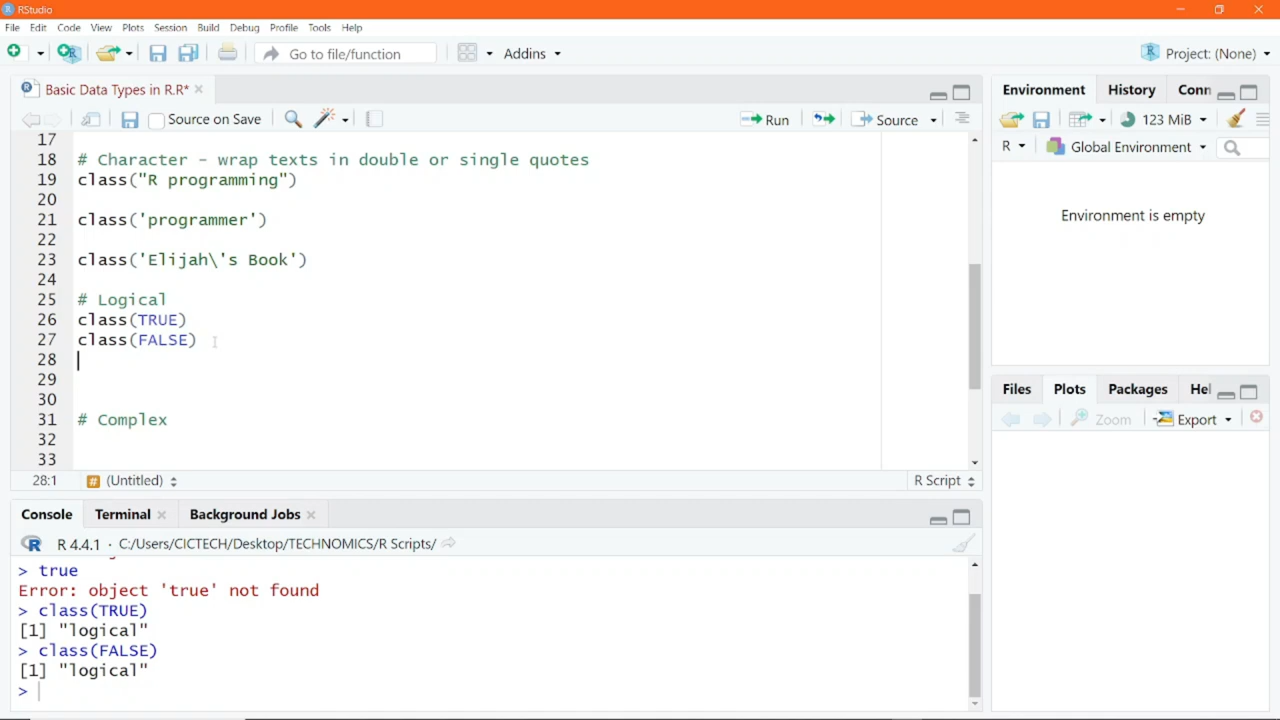 RStudio
File Edit Code View Plots Session Build Debug Profile Tools Help
Go to file/function Addins Project: (None)
Basic Data Types in R.R*
Source on Save Run Source
17
18 # Character - wrap texts in double or single quotes
19 class("R programming")
20
21 class('programmer')
22
23 class('Elijah\'s Book')
24
25 # Logical
26 class(TRUE)
27 class(FALSE)
28
29
30
31 # Complex
32
33
28:1 # (Untitled) R Script
Console Terminal Background Jobs
R 4.4.1 · C:/Users/CICTECH/Desktop/TECHNOMICS/R Scripts/
> true
Error: object 'true' not found
> class(TRUE)
[1] "logical"
> class(FALSE)
[1] "logical"
>
Environment History Conn
123 MiB
R Global Environment
Environment is empty
Files Plots Packages Hel
Zoom Export